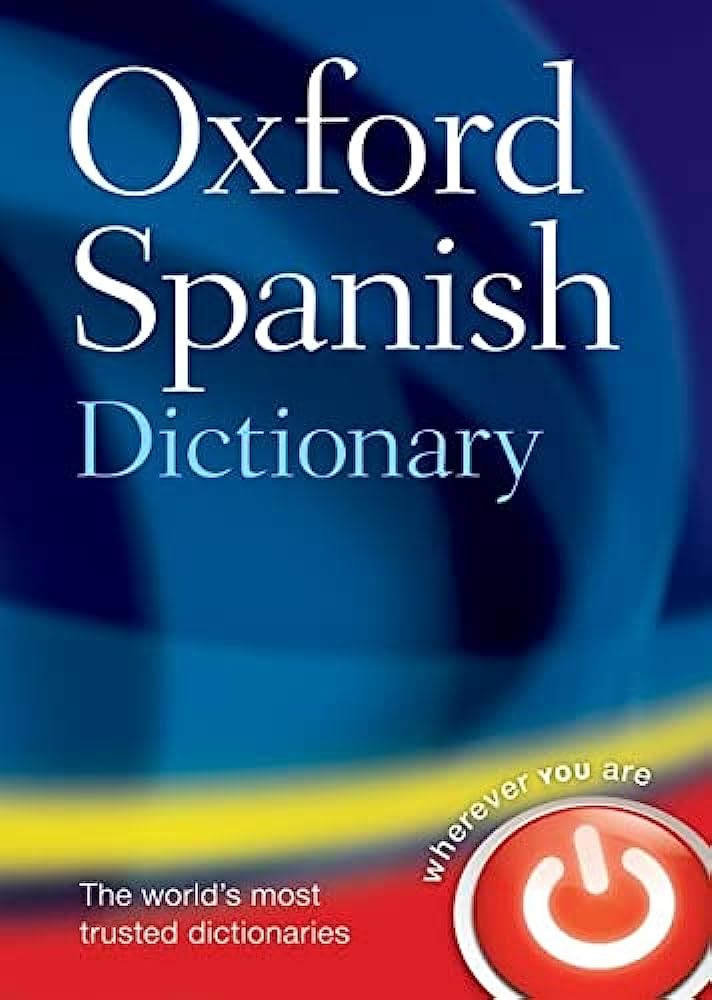 Oxford
Spanish
Dictionary
wherever YOU are
The world's most
trusted dictionaries